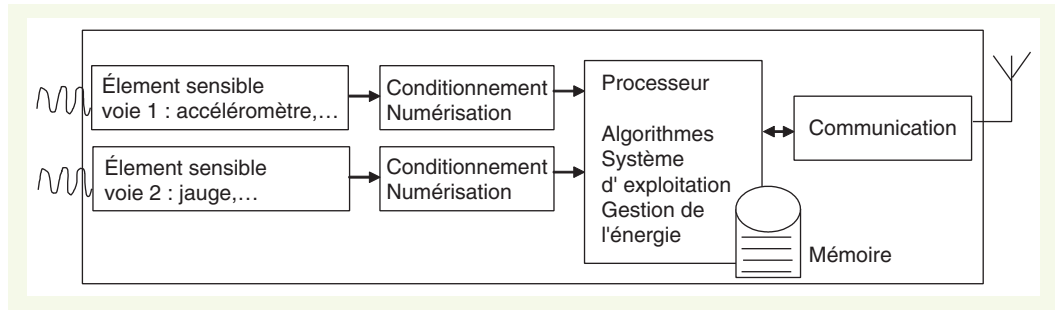 Élement sensible
voie 1 : accéléromètre,…
Conditionnement
Numérisation
Élement sensible
voie 2 : jauge,…
Conditionnement
Numérisation
Processeur
Algorithmes
Système
d' exploitation
Gestion de
l'énergie
Communication
Mémoire